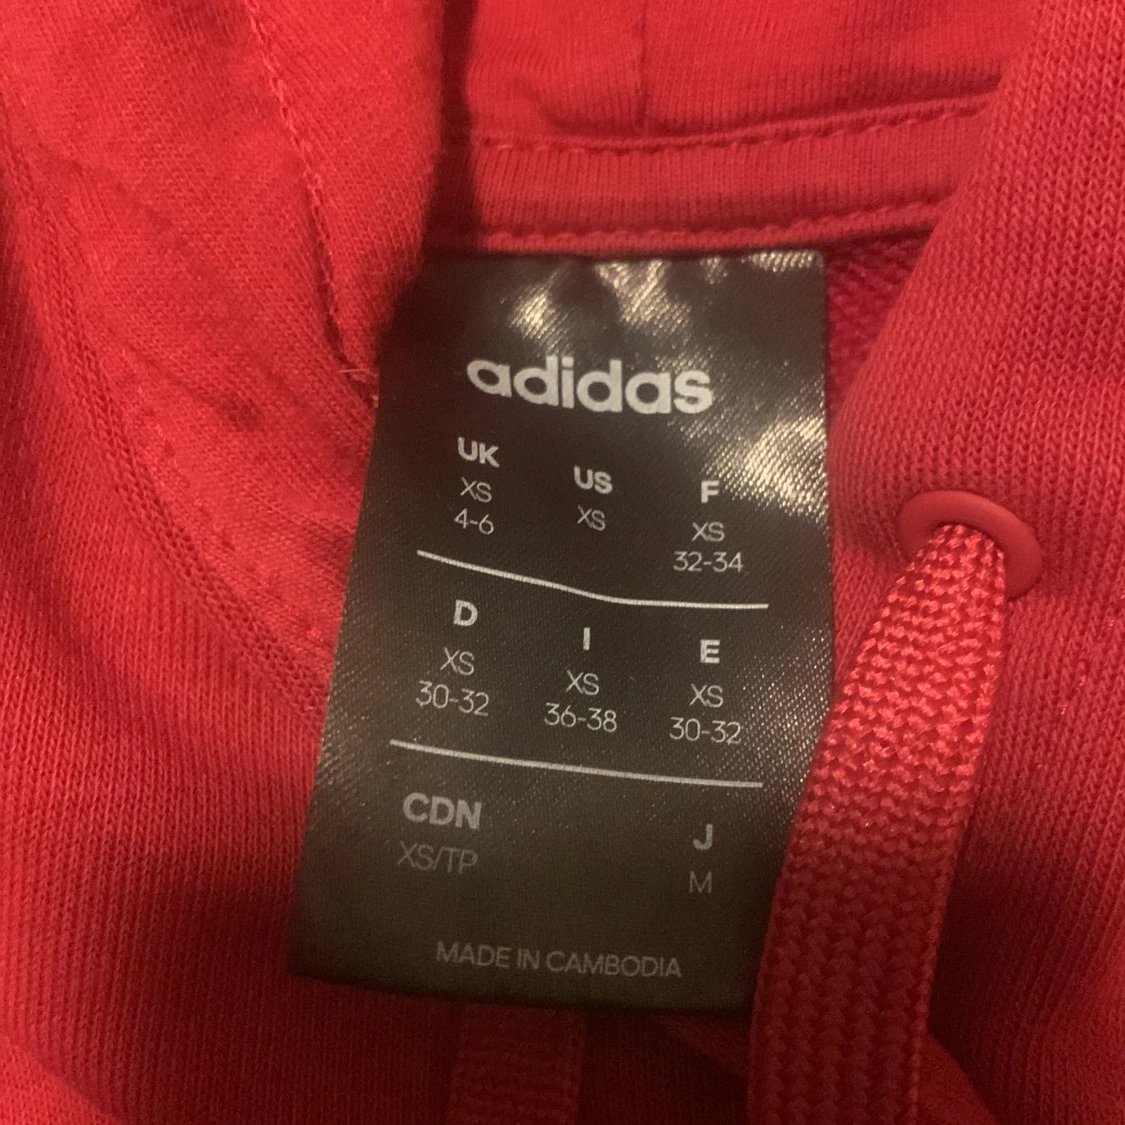 adidas
UK US F
XS XS XS
4-6 32-34
D I E
XS XS XS
30-32 36-38 30-32
CDN J
XS/TP M
MADE IN CAMBODIA